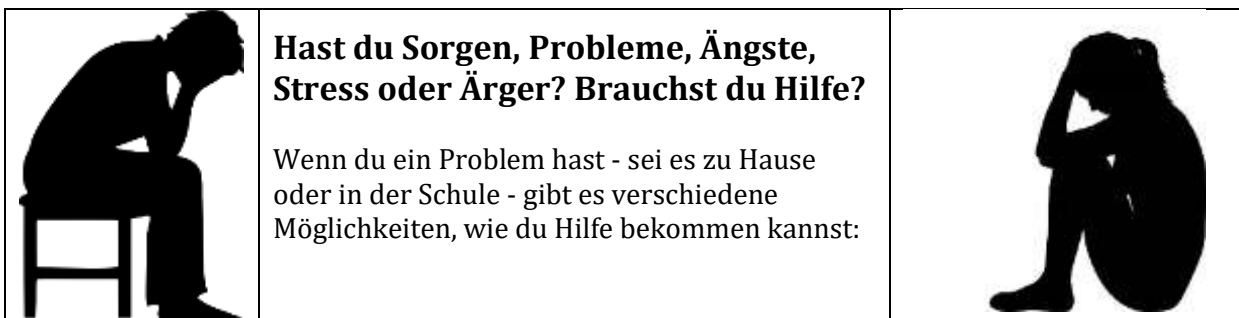 Hast du Sorgen, Probleme, Ängste,
Stress oder Ärger? Brauchst du Hilfe?
Wenn du ein Problem hast - sei es zu Hause
oder in der Schule - gibt es verschiedene
Möglichkeiten, wie du Hilfe bekommen kannst: